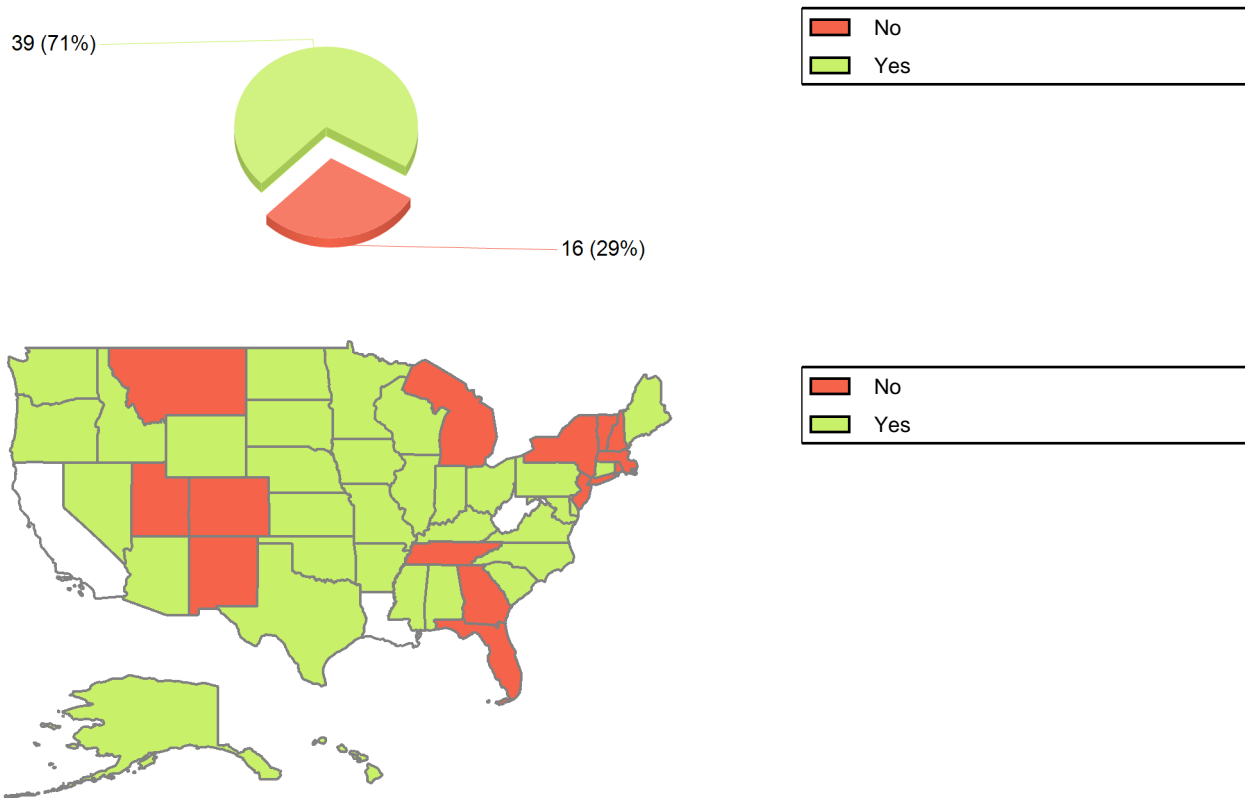 39 (71%)
No
Yes
16 (29%)
No
Yes